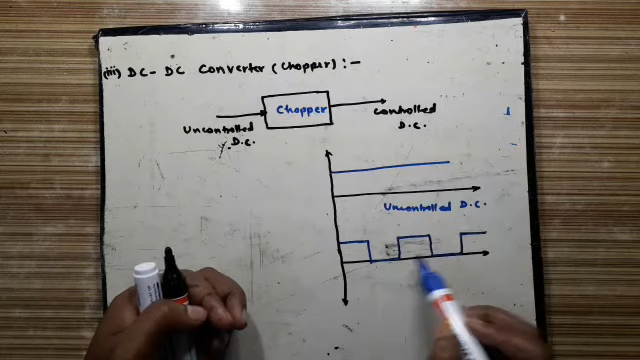 (iii) DC - DC Converter (Chopper) :-
Chopper
Uncontrolled
D.C.
Controlled
D.C.
Uncontrolled D.C.